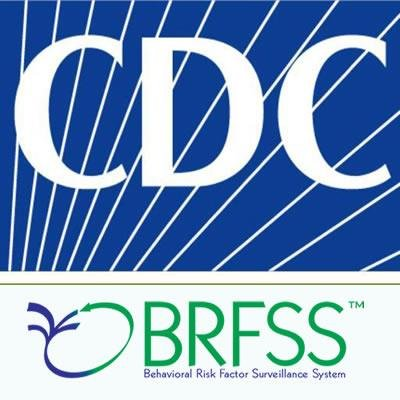 CDC
BRFSS™
Behavioral Risk Factor Surveillance System